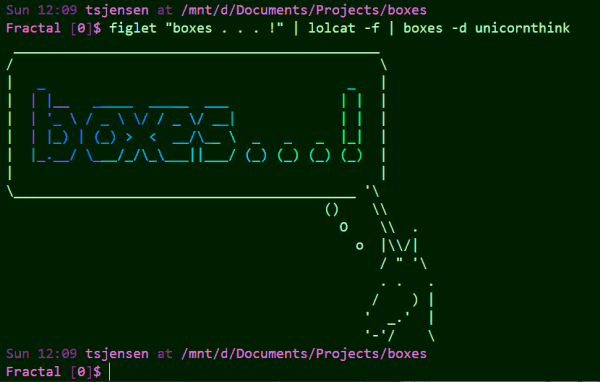 Sun 12:09 tsjensen at /mnt/d/Documents/Projects/boxes
Fractal [0]$ figlet "boxes . . . !" | lolcat -f | boxes -d unicornthink
boxes...!
Sun 12:09 tsjensen at /mnt/d/Documents/Projects/boxes
Fractal [0]$